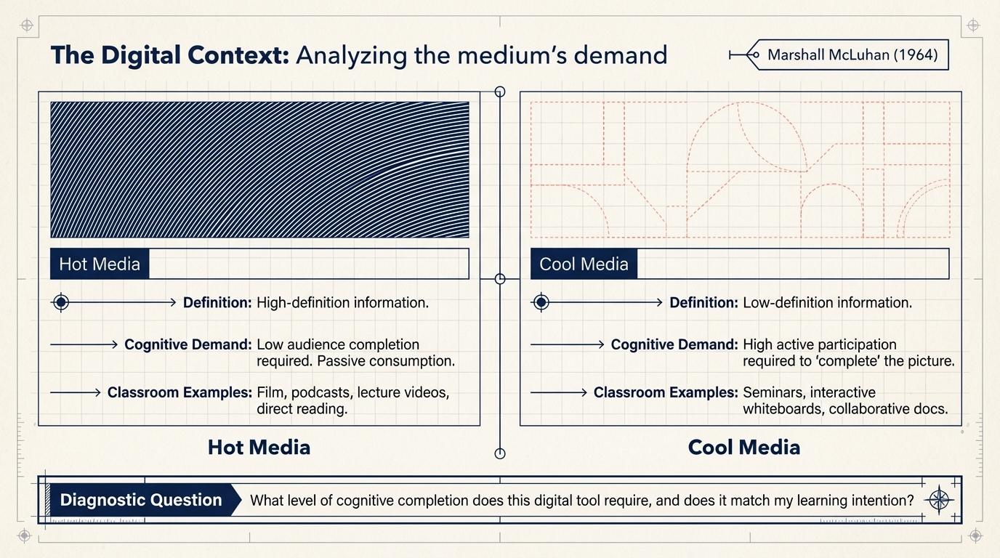 The Digital Context: Analyzing the medium's demand
Marshall McLuhan (1964)
Hot Media
Definition: High-definition information.
Cognitive Demand: Low audience completion
required. Passive consumption.
Classroom Examples: Film, podcasts, lecture videos,
direct reading.
Hot Media
Cool Media
Definition: Low-definition information.
Cognitive Demand: High active participation
required to ‘complete’ the picture.
Classroom Examples: Seminars, interactive
whiteboards, collaborative docs.
Cool Media
Diagnostic Question
What level of cognitive completion does this digital tool require, and does it match my learning intention?